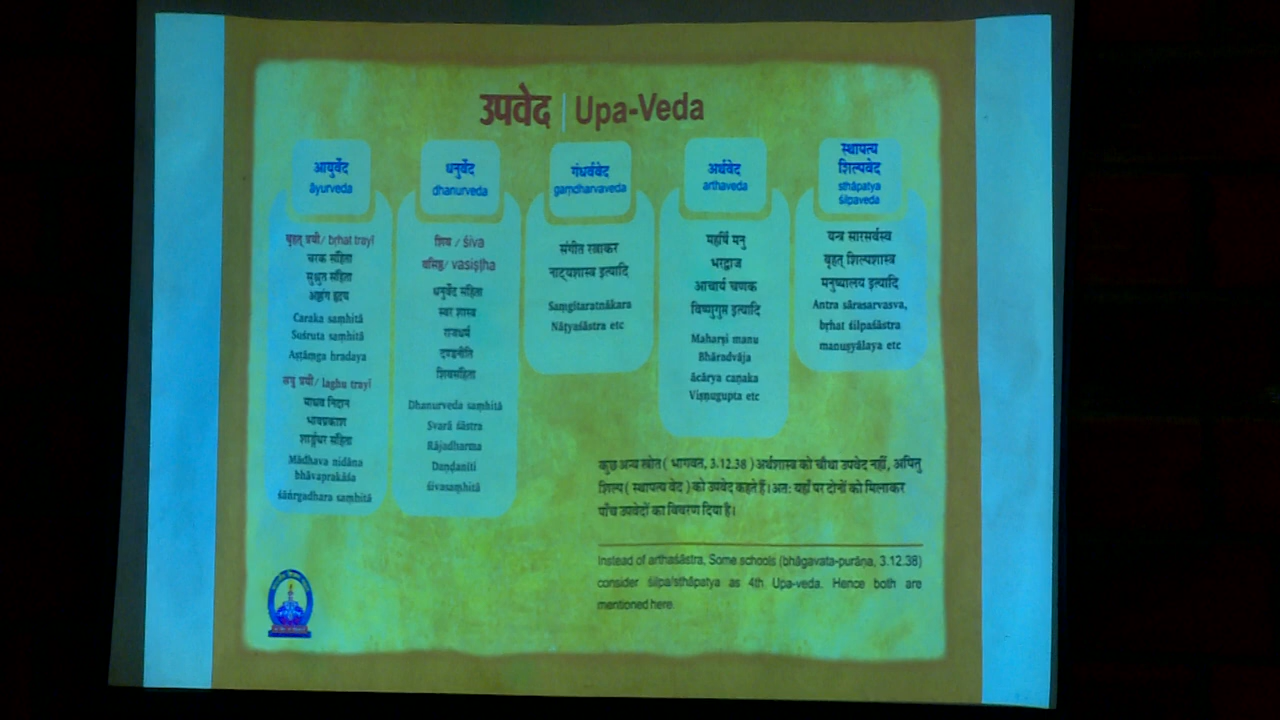 उपवेद | Upa-Veda
आयुर्वेद
āyurveda
बृहत् त्रयी/ bṛhat trayī
चरक संहिता
सुश्रुत संहिता
अष्टांग हृदय
Caraka saṃhitā
Suśruta saṃhitā
Aṣṭāṃga hradaya
लघु त्रयी/ laghu trayī
माधव निदान
भावप्रकाश
शार्ङ्गधर संहिता
Mādhava nidāna
bhāvaprakāśa
śāṅrgadhara saṃhitā
धनुर्वेद
dhanurveda
शिव / śiva
वसिष्ठ/ vasiṣṭha
धनुर्वेद संहिता
स्वर शास्त्र
राजधर्म
दण्डनीति
शिवसंहिता
Dhanurveda saṃhitā
Svarā śāstra
Rājadharma
Daṇḍaniti
śivasaṃhitā
गंधर्ववेद
gaṃdharvaveda
संगीत रत्नाकर
नाट्यशास्त्र इत्यादि
Saṃgītaratnākara
Nāṭyaśāstra etc
अर्थवेद
arthaveda
महर्षि मनु
भरद्वाज
आचार्य चणक
विष्णुगुप्त इत्यादि
Maharṣi manu
Bhāradvāja
ācārya caṇaka
Viṣṇugupta etc
स्थापत्य
शिल्पवेद
sthāpatya
śilpaveda
यन्त्र सारसर्वस्व
बृहत् शिल्पशास्त्र
मनुष्यालय इत्यादि
Antra sārasarvasva,
bṛhat śilpaśāstra
manuṣyālaya etc
कुछ अन्य स्रोत ( भागवत, 3.12.38 ) अर्थशास्त्र को चौथा उपवेद नहीं, अपितु
शिल्प ( स्थापत्य वेद ) को उपवेद कहते हैं। अत: यहाँ पर दोनों को मिलाकर
पाँच उपवेदों का विवरण दिया है।
Instead of arthaśāstra, Some schools (bhāgavata-purāṇa, 3.12.38)
consider śilpa/sthāpatya as 4th Upa-veda. Hence both are
mentioned here.